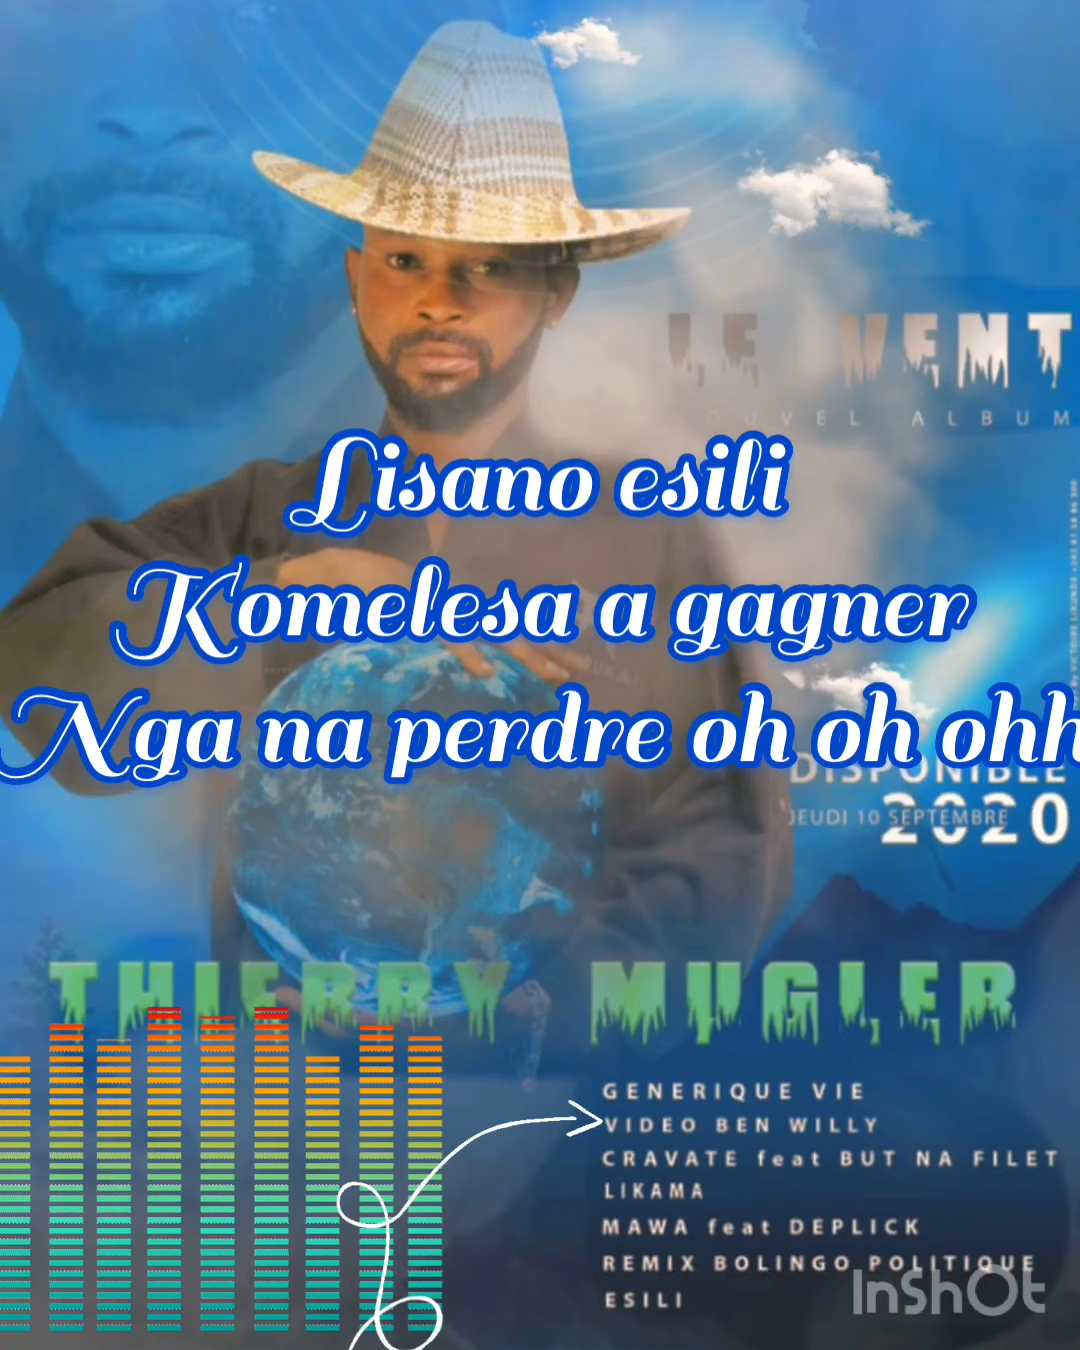 LE VENT
OUVEL ALBUM
Lisano esili
Komelesa a gagner
Nga na perdre oh oh ohh
DISPONIBLE
JEUDI 10 SEPTEMBRE 2020
THIERRY MUGLER
GENERIQUE VIE
VIDEO BEN WILLY
CRAVATE feat BUT NA FILET
LIKAMA
MAWA feat DEPLICK
REMIX BOLINGO POLITIQUE
ESILI
InShOt